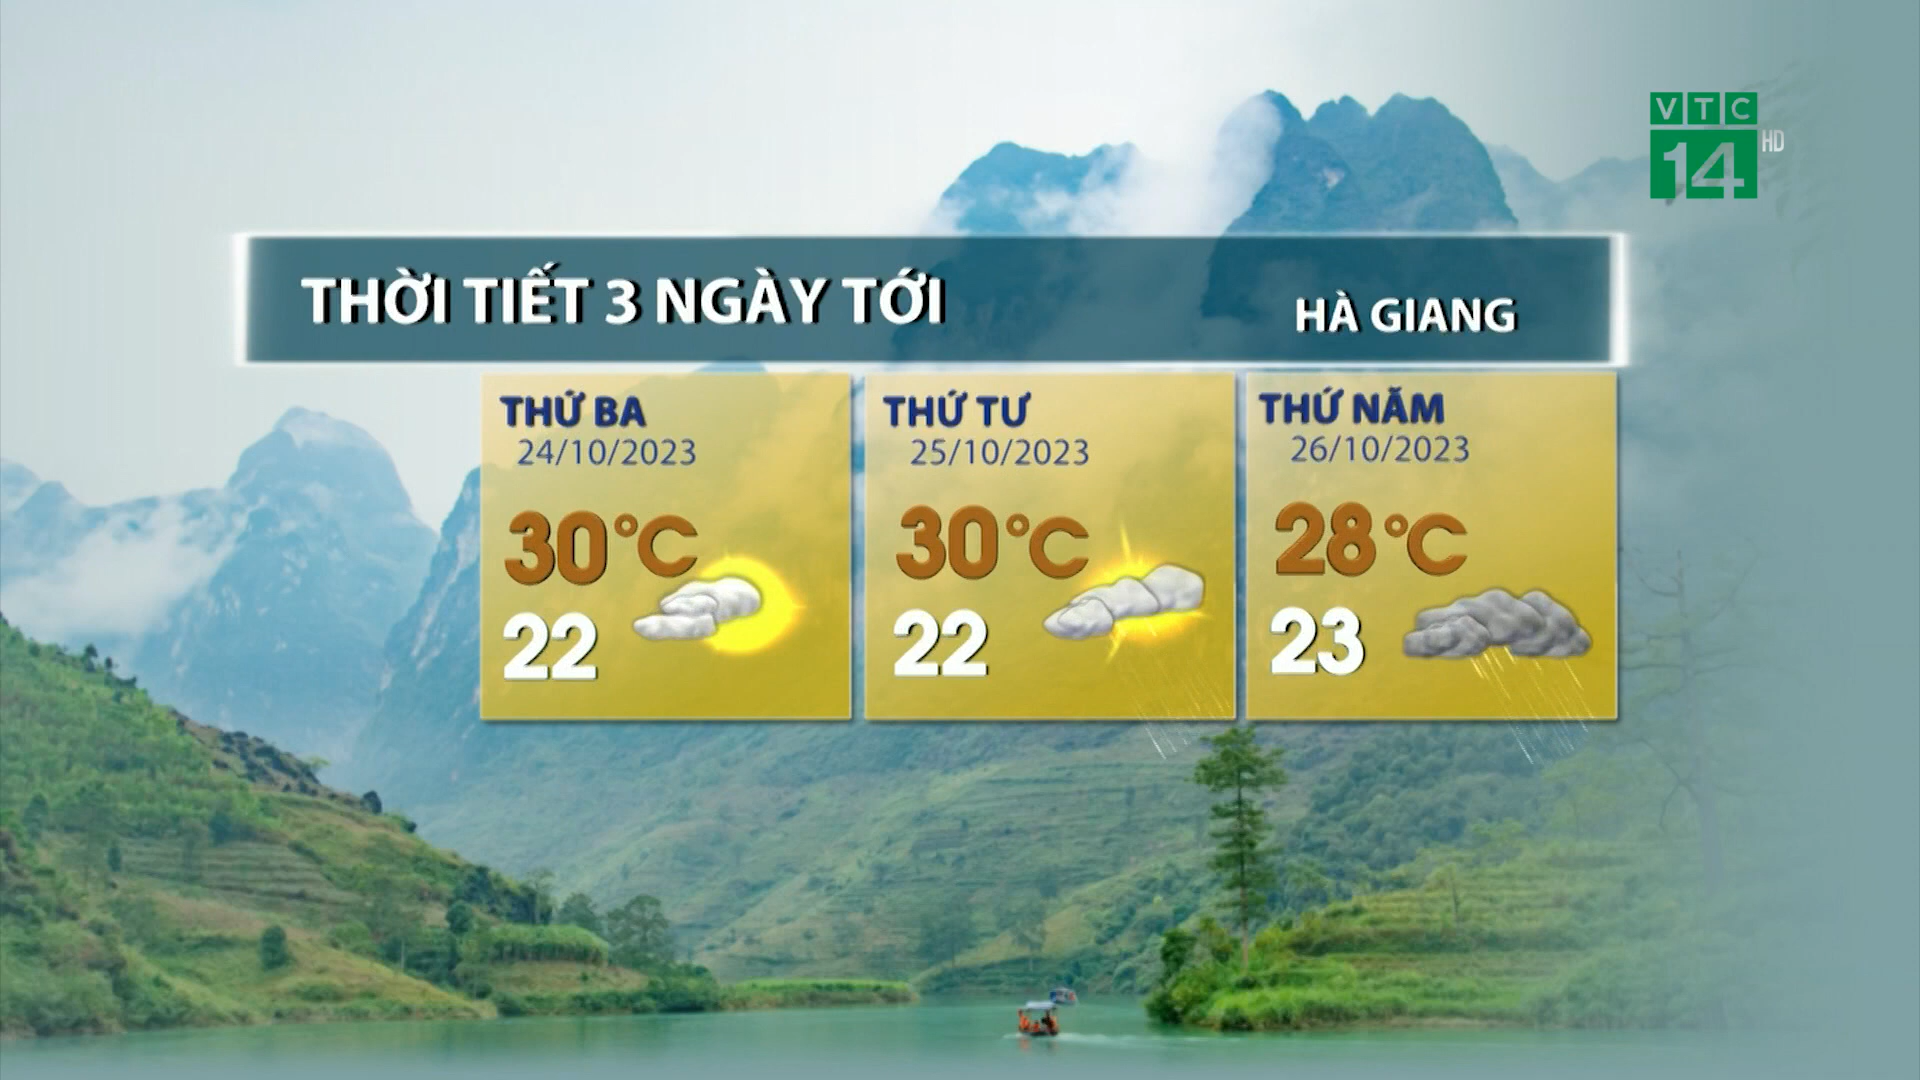 VTC
14 HD
THỜI TIẾT 3 NGÀY TỚI
HÀ GIANG
THỨ BA
24/10/2023
30°C
22
THỨ TƯ
25/10/2023
30°C
22
THỨ NĂM
26/10/2023
28°C
23